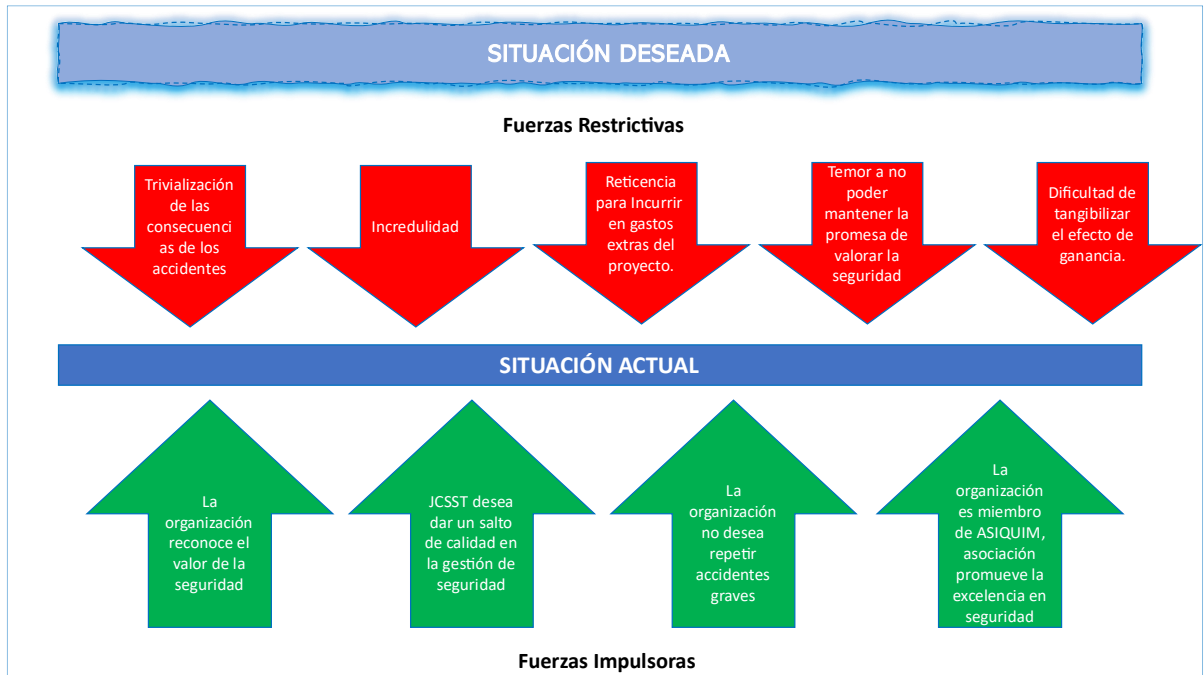 SITUACIÓN DESEADA
Fuerzas Restrictivas
Trivialización
de las
consecuenci
as de los
accidentes
Incredulidad
Reticencia
para Incurrir
en gastos
extras del
proyecto.
Temor a no
poder
mantener la
promesa de
valorar la
seguridad
Dificultad de
tangibilizar
el efecto de
ganancia.
SITUACIÓN ACTUAL
La
organización
reconoce el
valor de la
seguridad
JCSST desea
dar un salto
de calidad en
la gestión de
seguridad
La
organización
no desea
repetir
accidentes
graves
La
organización
es miembro
de ASIQUIM,
asociación
promueve la
excelencia en
seguridad
Fuerzas Impulsoras